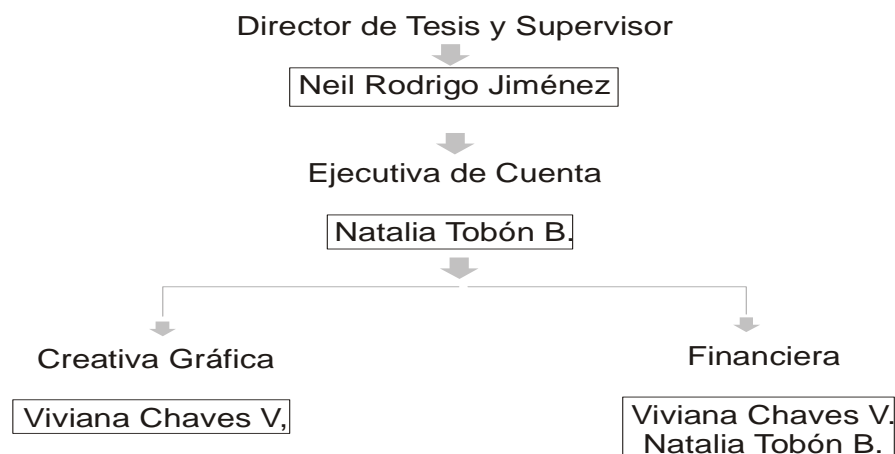 Director de Tesis y Supervisor
Neil Rodrigo Jiménez
Ejecutiva de Cuenta
Natalia Tobón B.
Creativa Gráfica
Viviana Chaves V,
Financiera
Viviana Chaves V.
Natalia Tobón B.